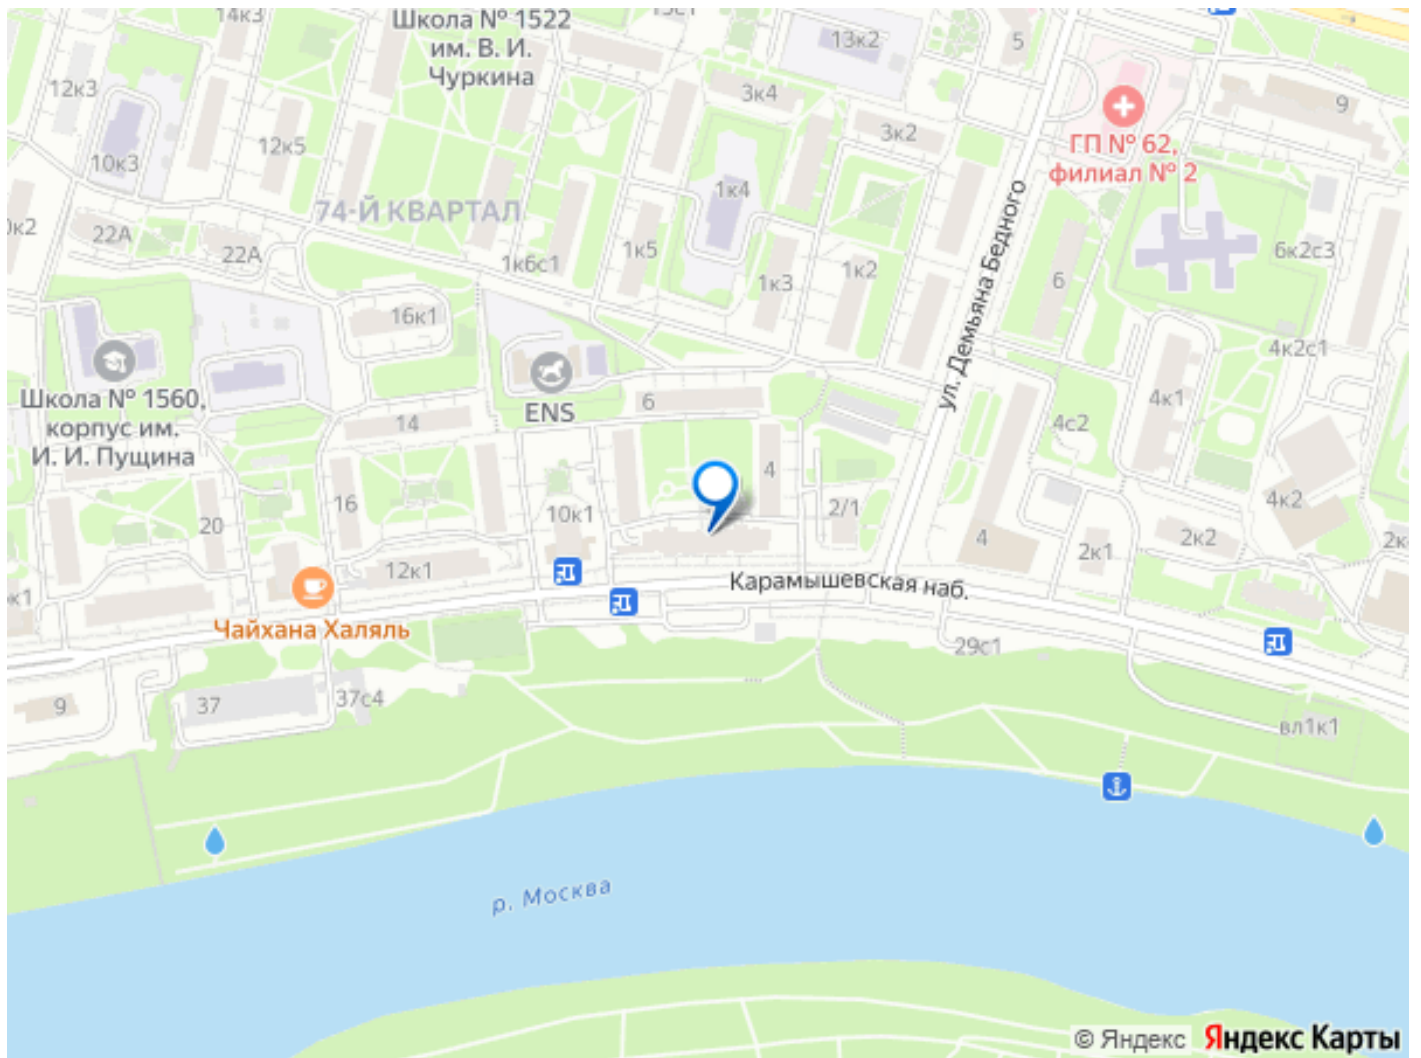 14к3
Школа № 1522
им. В. И.
Чуркина
13к2
5
12к3
3к4
9
3к2
ГП № 62,
филиал № 2
12к5
10к3
1к4
74-Й КВАРТАЛ
ул. Демьяна Бедного
22А
22А
1к5
1к6с1
1к2
1к3
6
6к2с3
16к1
4к2с1
Школа № 1560,
корпус им.
И. И. Пущина
ENS
6
14
4к1
4с2
4
16
20
10к1
2/1
4к2
4
2к1
2к2
12к1
Карамышевская наб.
Чайхана Халяль
29с1
9
37
37с4
вл1к1
р. Москва
© Яндекс
Яндекс Карты